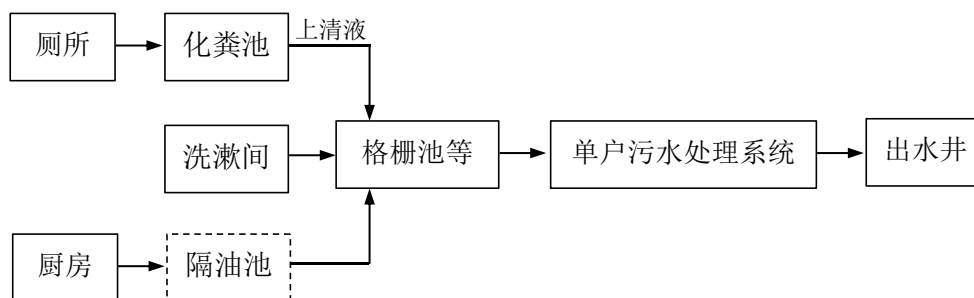 厕所
化粪池
上清液
洗漱间
格栅池等
单户污水处理系统
出水井
厨房
隔油池